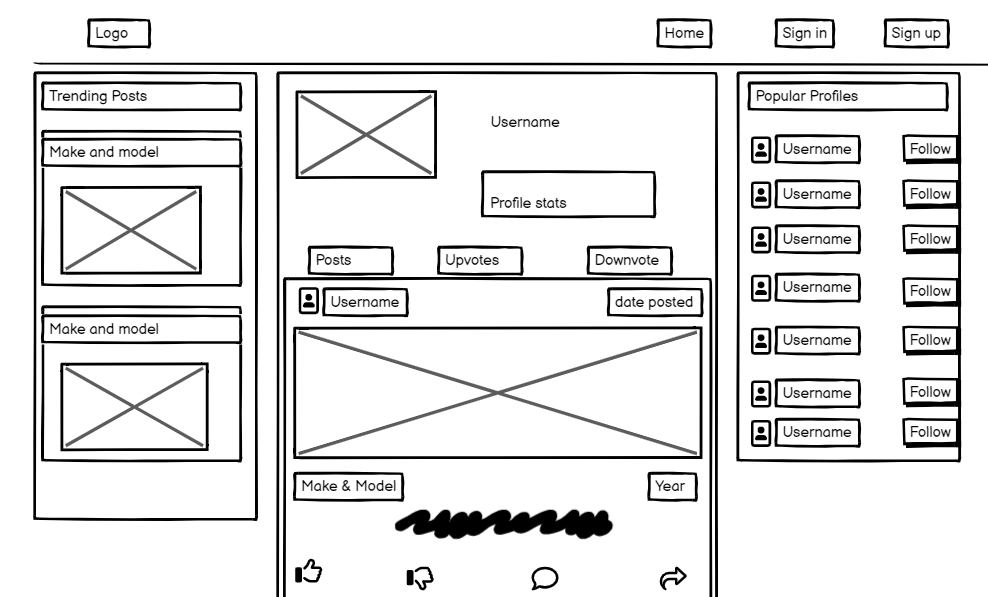 Logo
Home
Sign in
Sign up
Trending Posts
Make and model
Make and model
Username
Profile stats
Posts
Upvotes
Downvote
Username
date posted
Make & Model
Year
Popular Profiles
Username
Follow
Username
Follow
Username
Follow
Username
Follow
Username
Follow
Username
Follow
Username
Follow